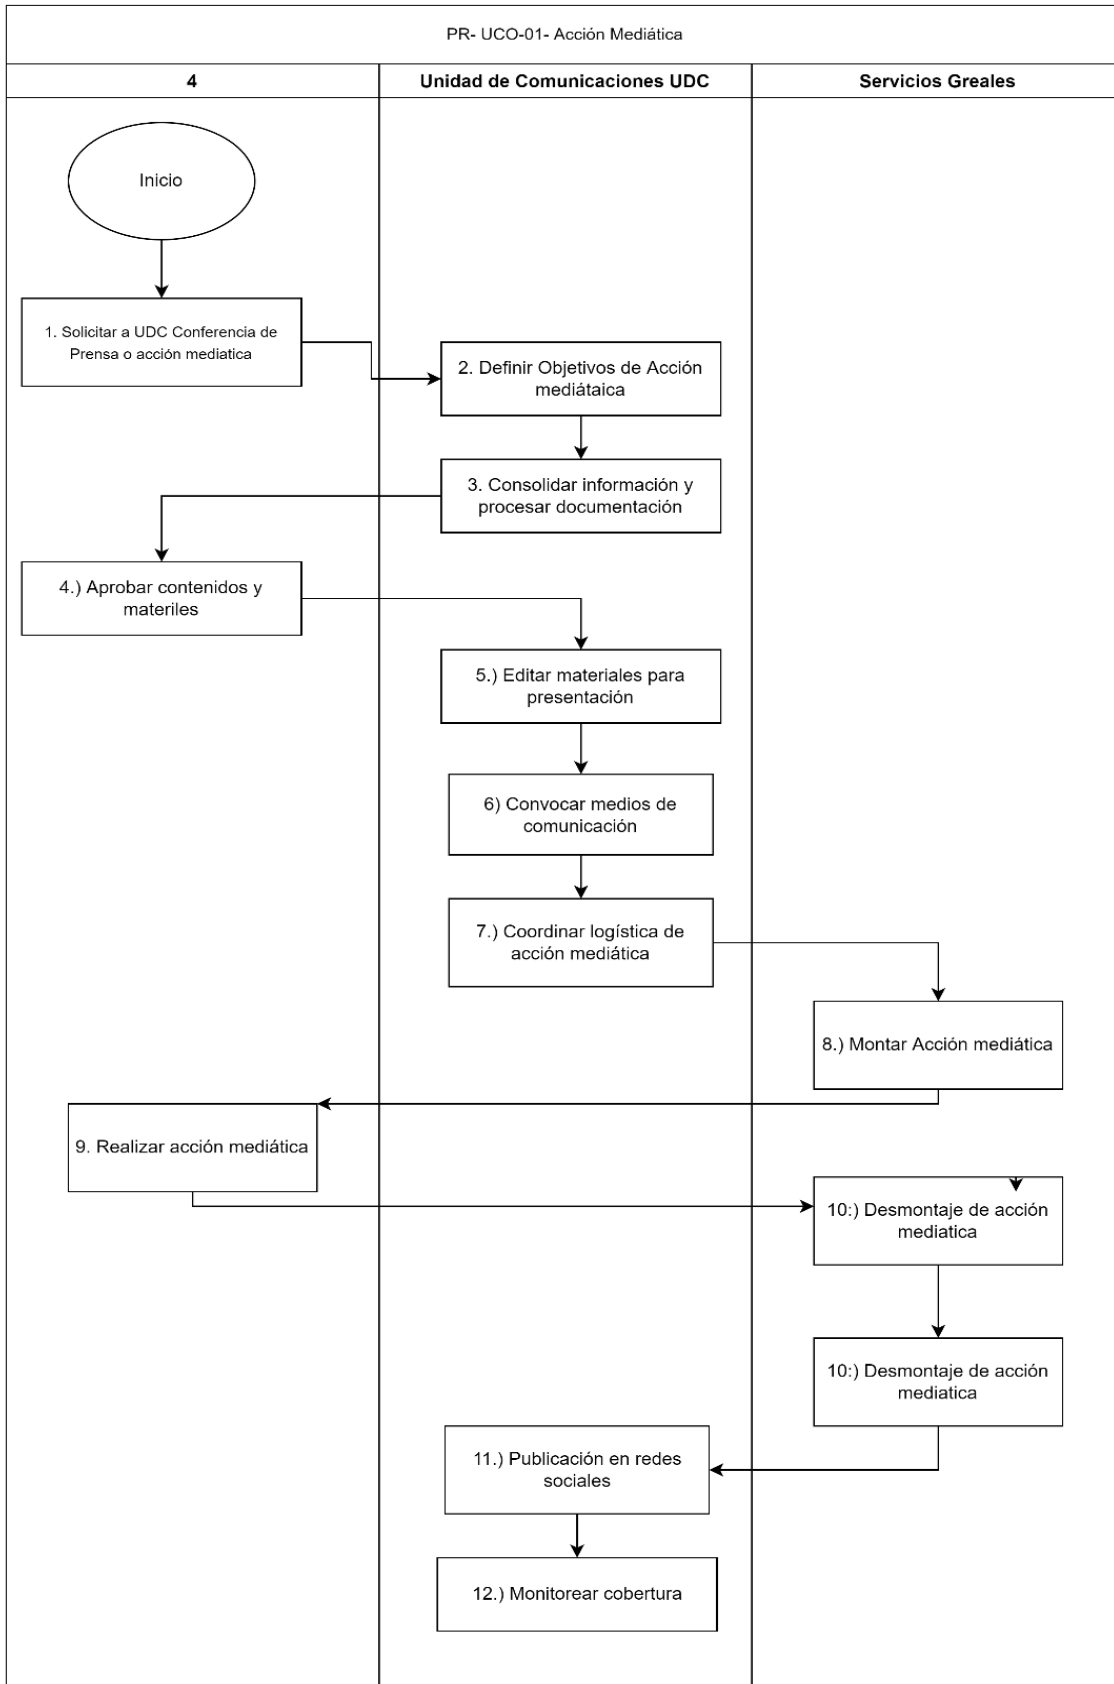 PR- UCO-01- Acción Mediática
4
Unidad de Comunicaciones UDC
Servicios Greales
Inicio
1. Solicitar a UDC Conferencia de
Prensa o acción mediatica
2. Definir Objetivos de Acción
mediátaica
3. Consolidar información y
procesar documentación
4.) Aprobar contenidos y
materiles
5.) Editar materiales para
presentación
6) Convocar medios de
comunicación
7.) Coordinar logística de
acción mediática
8.) Montar Acción mediática
9. Realizar acción mediática
10:) Desmontaje de acción
mediatica
10:) Desmontaje de acción
mediatica
11.) Publicación en redes
sociales
12.) Monitorear cobertura